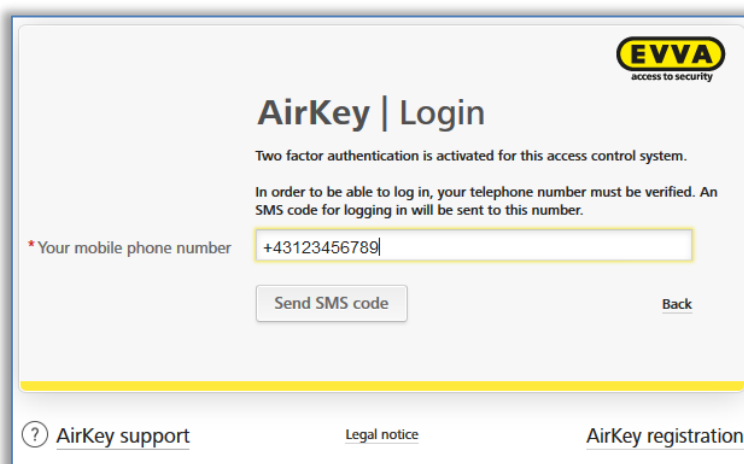 EVVA
access to security
AirKey | Login
Two factor authentication is activated for this access control system.
In order to be able to log in, your telephone number must be verified. An
SMS code for logging in will be sent to this number.
* Your mobile phone number
+43123456789
Send SMS code
Back
? AirKey support
Legal notice
AirKey registration